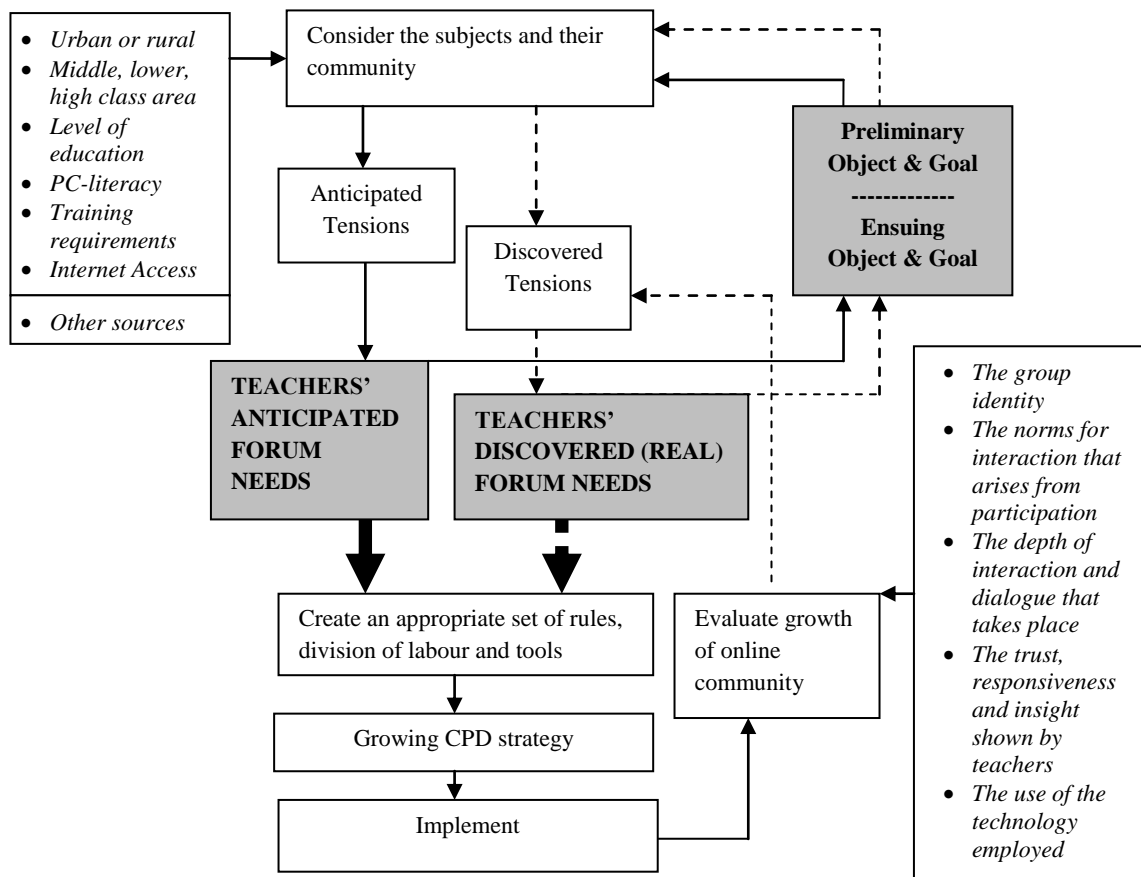 • Urban or rural
• Middle, lower,
high class area
• Level of
education
• PC-literacy
• Training
requirements
• Internet Access
• Other sources
Consider the subjects and their
community
Preliminary
Object & Goal
-------------
Ensuing
Object & Goal
Anticipated
Tensions
Discovered
Tensions
TEACHERS’
ANTICIPATED
FORUM
NEEDS
TEACHERS’
DISCOVERED (REAL)
FORUM NEEDS
Create an appropriate set of rules,
division of labour and tools
Growing CPD strategy
Implement
Evaluate growth
of online
community
• The group
identity
• The norms for
interaction that
arises from
participation
• The depth of
interaction and
dialogue that
takes place
• The trust,
responsiveness
and insight
shown by
teachers
• The use of the
technology
employed